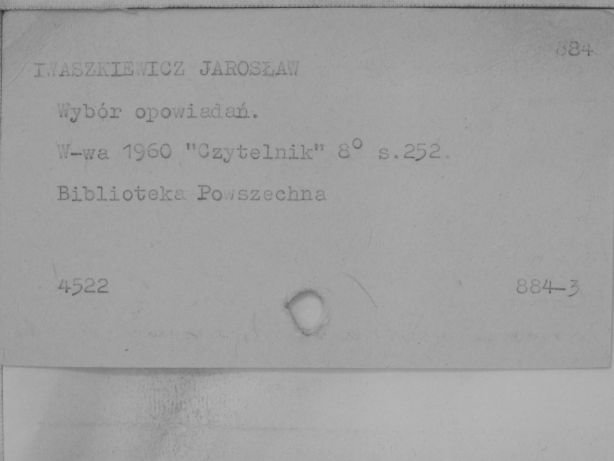 884
IWASZKIEWICZ JAROSŁAW
Wybór opowiadań.
W-wa 1960 "Czytelnik" 8° s.252.
Biblioteka Powszechna
4522 884-3